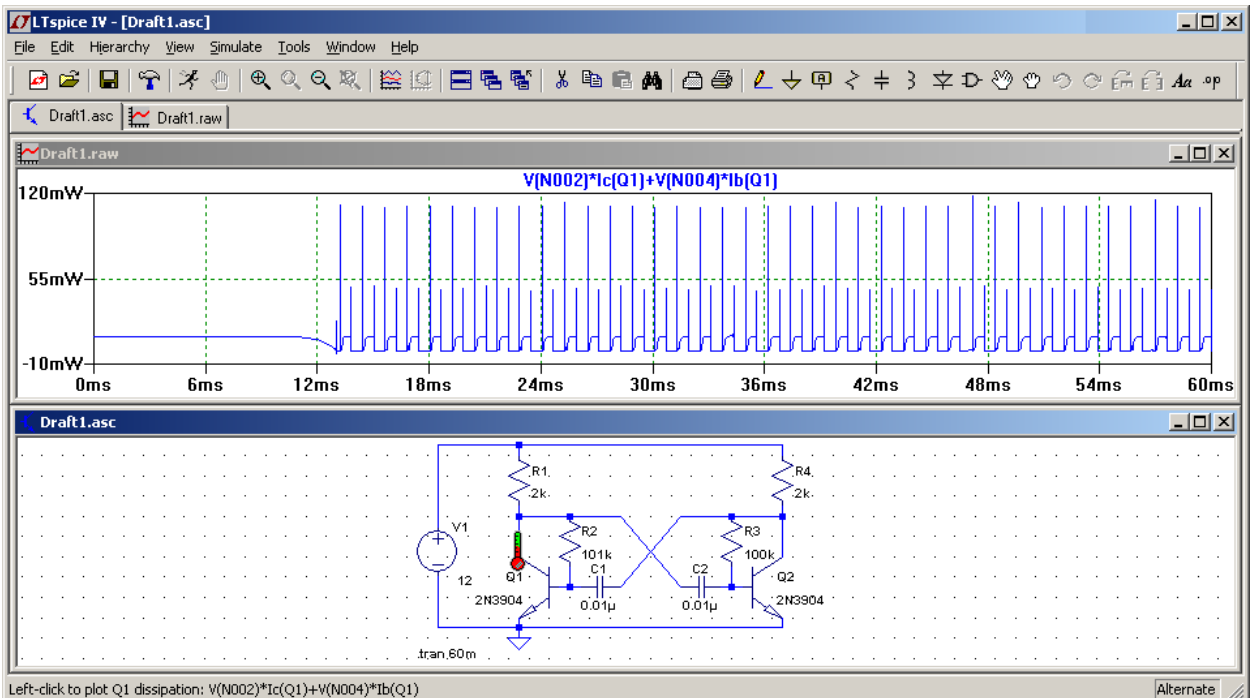 LTspice IV - [Draft1.asc]
File Edit Hierarchy View Simulate Tools Window Help
Aa .op
Draft1.asc Draft1.raw
Draft1.raw
V(N002)*Ic(Q1)+V(N004)*Ib(Q1)
120mW
55mW
-10mW
0ms 6ms 12ms 18ms 24ms 30ms 36ms 42ms 48ms 54ms 60ms
Draft1.asc
R1 R4
2k 2k
V1 R2 R3
101k 100k
C1 C2
12 Q1 Q2
2N3904 0.01µ 0.01µ 2N3904
.tran 60m
Left-click to plot Q1 dissipation: V(N002)*Ic(Q1)+V(N004)*Ib(Q1) Alternate